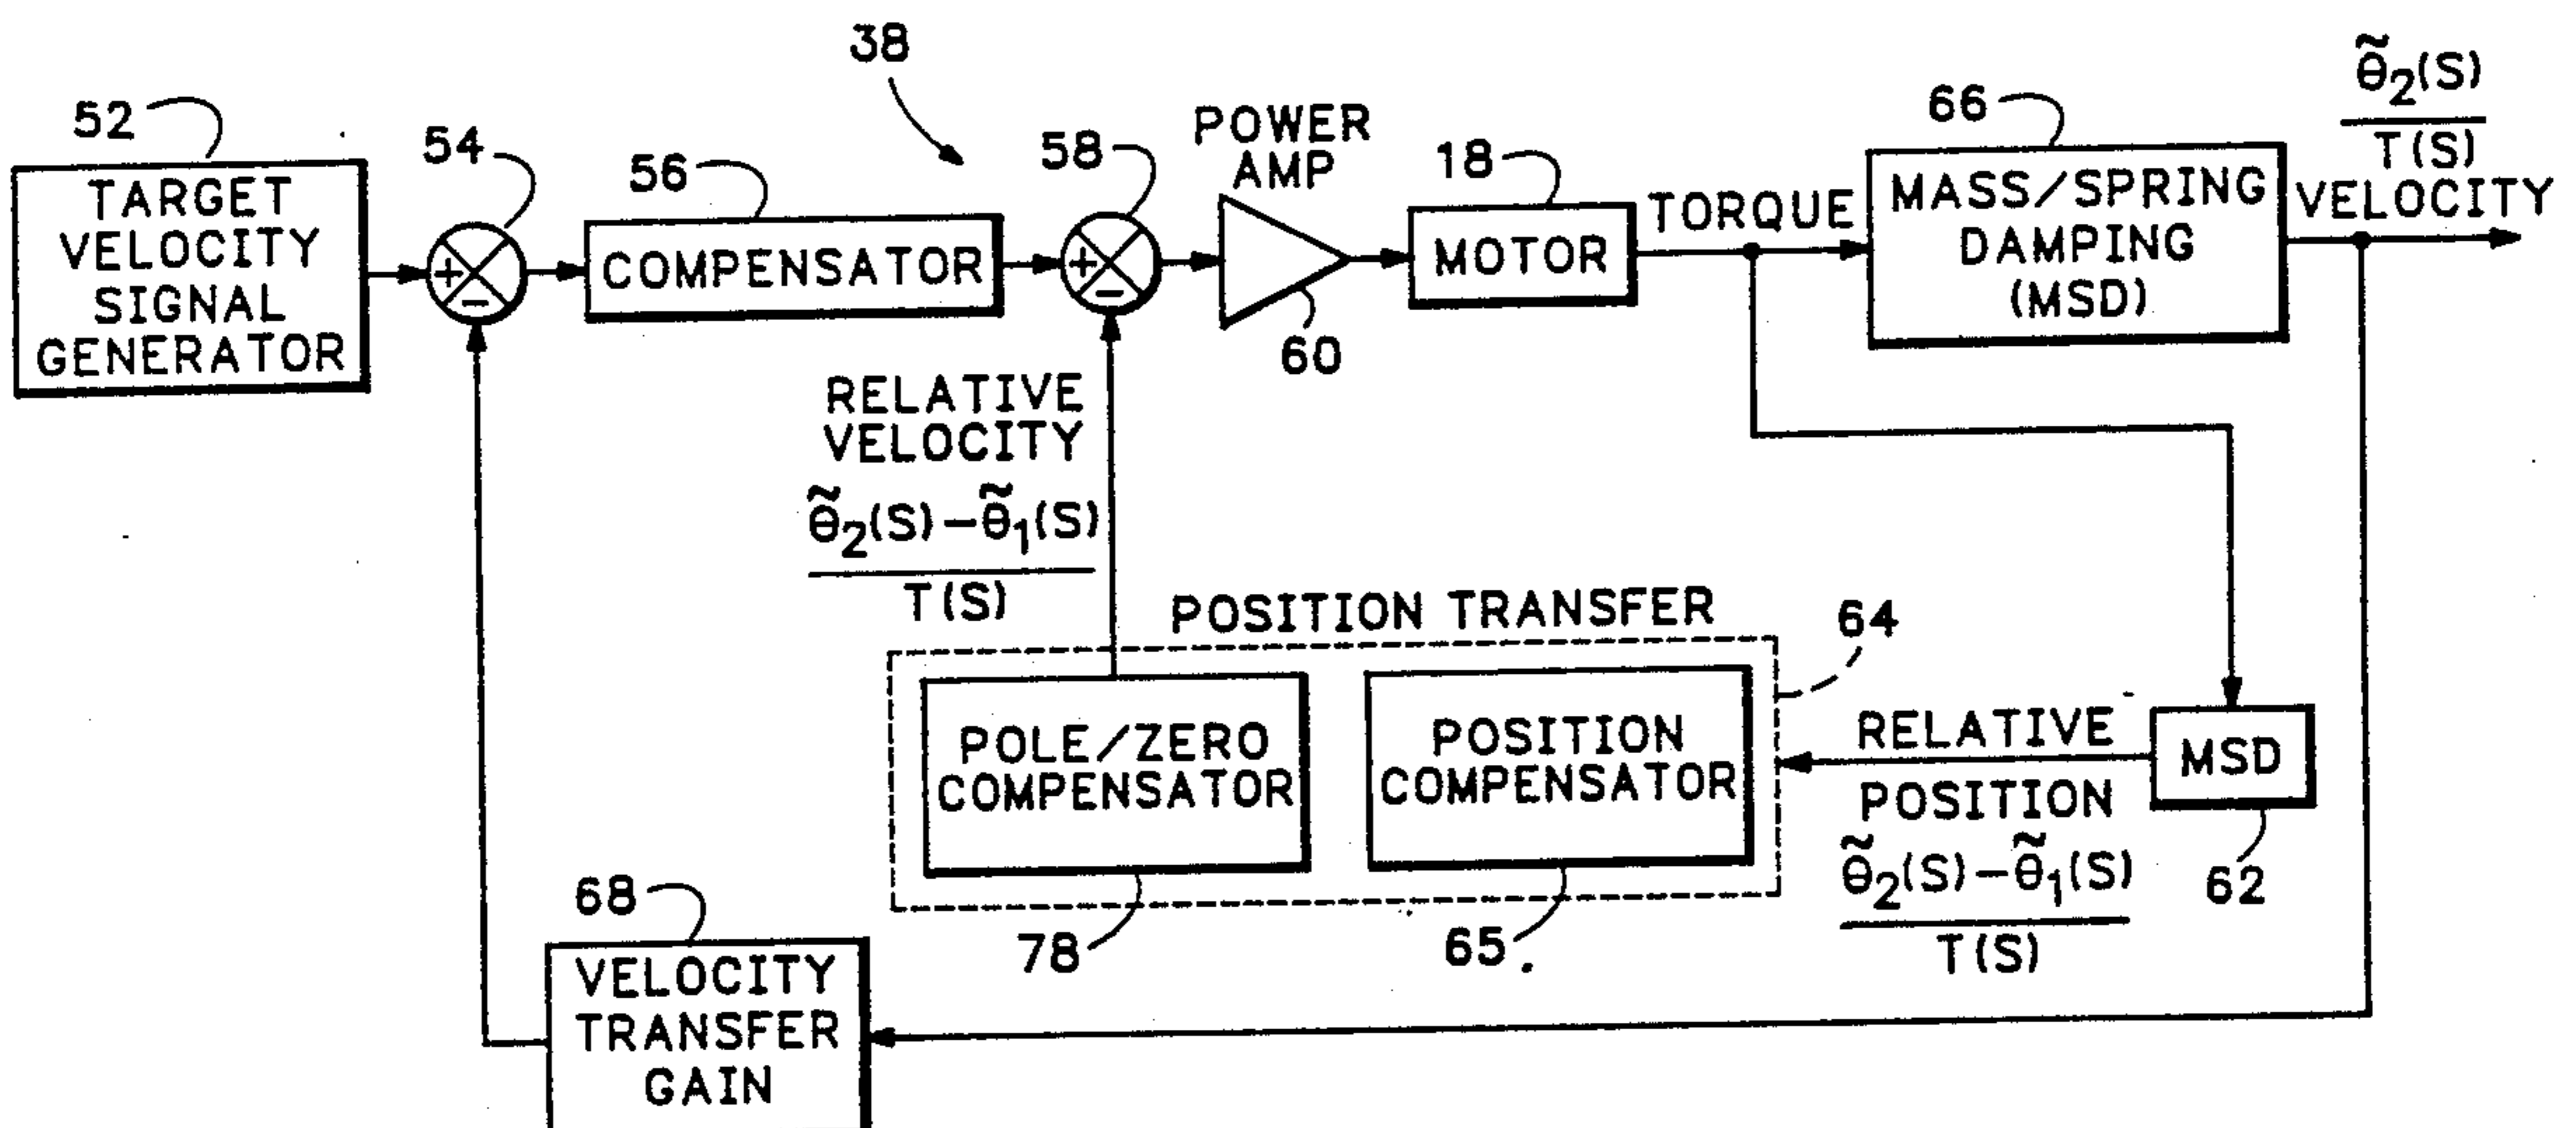 38
52
TARGET
VELOCITY
SIGNAL
GENERATOR
54
+
-
56
COMPENSATOR
58
+
-
POWER
AMP
60
18
MOTOR
TORQUE
66
MASS/SPRING
DAMPING
(MSD)
θ̃2(S)
T(S)
VELOCITY
RELATIVE
VELOCITY
θ̃2(S)-θ̃1(S)
T(S)
POSITION TRANSFER
64
POLE/ZERO
COMPENSATOR
78
POSITION
COMPENSATOR
65.
RELATIVE
POSITION
θ̃2(S)-θ̃1(S)
T(S)
MSD
62
68
VELOCITY
TRANSFER
GAIN